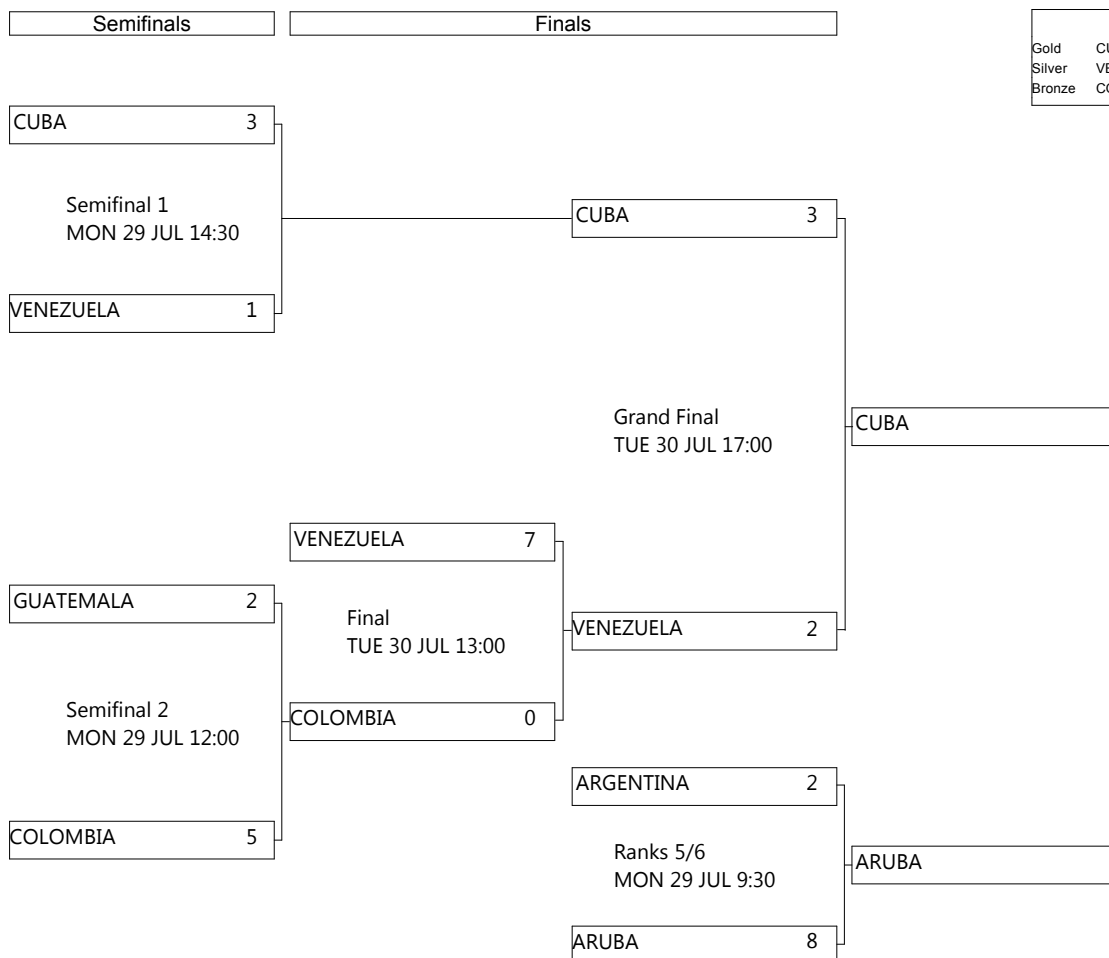 Semifinals
Finals
Gold
Silver
Bronze
CUBA 3
Semifinal 1
MON 29 JUL 14:30
VENEZUELA 1
CUBA 3
Grand Final
TUE 30 JUL 17:00
CUBA
VENEZUELA 7
GUATEMALA 2
Final
TUE 30 JUL 13:00
VENEZUELA 2
Semifinal 2
MON 29 JUL 12:00
COLOMBIA 0
COLOMBIA 5
ARGENTINA 2
Ranks 5/6
MON 29 JUL 9:30
ARUBA
ARUBA 8